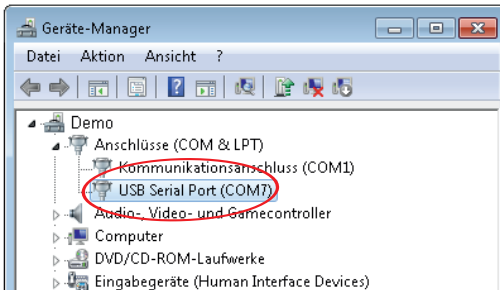 Geräte-Manager
Datei Aktion Ansicht ?
Demo
Anschlüsse (COM & LPT)
Kommunikationsanschluss (COM1)
USB Serial Port (COM7)
Audio-, Video- und Gamecontroller
Computer
DVD/CD-ROM-Laufwerke
Eingabegeräte (Human Interface Devices)